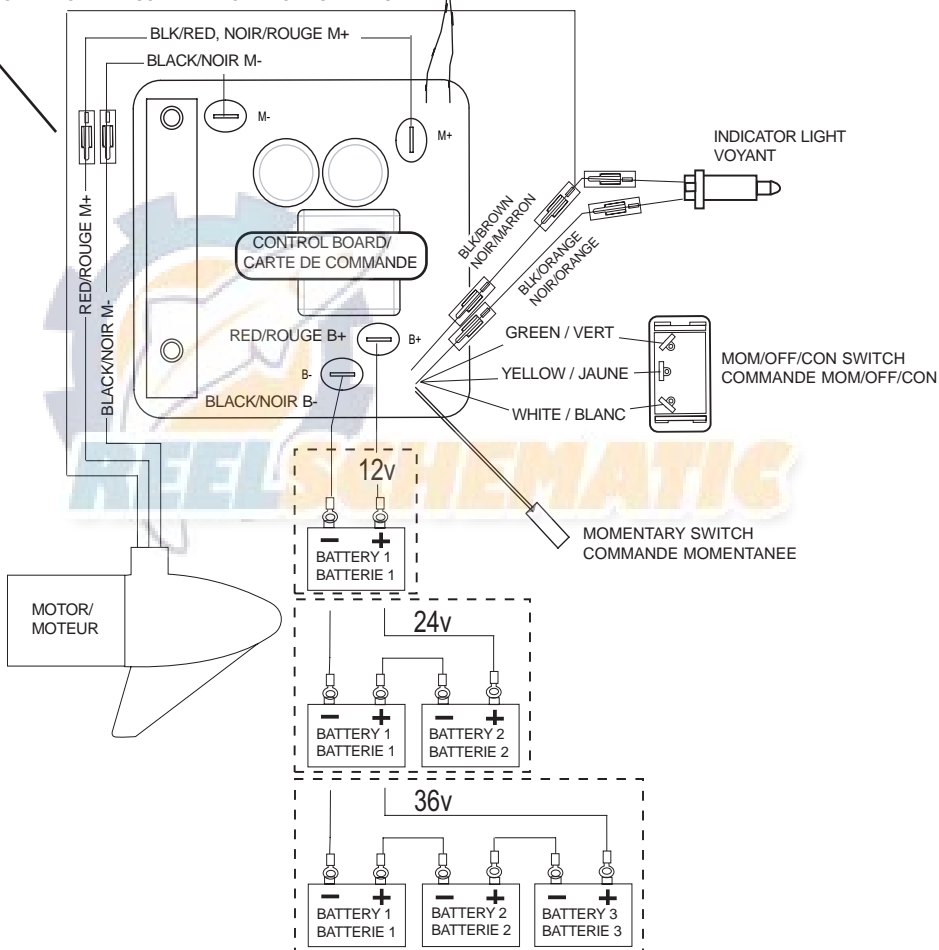 BLK/RED, NOIR/ROUGE M+
BLACK/NOIR M-
M-
M+
INDICATOR LIGHT
VOYANT
RED/ROUGE M+
BLACK/NOIR M-
BLK/BROWN
NOIR/MARRON
BLK/ORANGE
NOIR/ORANGE
CONTROL BOARD/
CARTE DE COMMANDE
RED/ROUGE B+
B+
B-
BLACK/NOIR B-
GREEN / VERT
YELLOW / JAUNE
WHITE / BLANC
MOM/OFF/CON SWITCH
COMMANDE MOM/OFF/CON
REELSCHEMATIC
MOMENTARY SWITCH
COMMANDE MOMENTANEE
12v
- +
BATTERY 1
BATTERIE 1
MOTOR/
MOTEUR
24v
- +
BATTERY 1
BATTERIE 1
- +
BATTERY 2
BATTERIE 2
36v
- +
BATTERY 1
BATTERIE 1
- +
BATTERY 2
BATTERIE 2
- +
BATTERY 3
BATTERIE 3